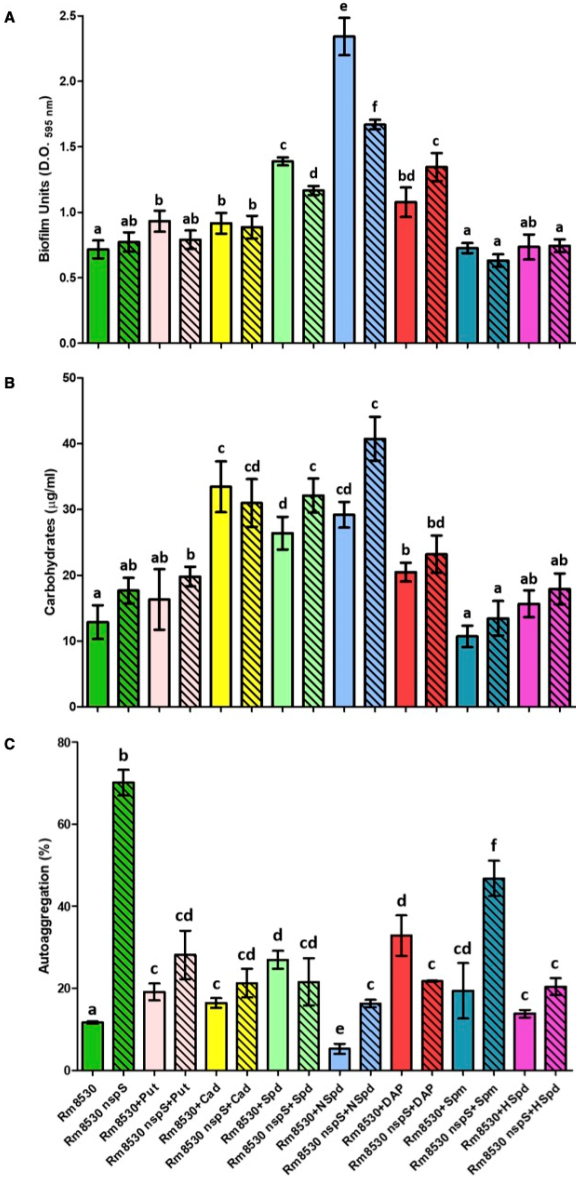 A
Biofilm Units (D.O. 595 nm)
2.5
2.0
1.5
1.0
0.5
0.0
a
ab
b
ab
b
b
c
d
e
f
bd
c
a
a
ab
a
B
Carbohydrates (µg/ml)
50
40
30
20
10
0
a
ab
ab
b
c
cd
d
c
cd
c
b
bd
a
a
ab
ab
C
Autoaggregation (%)
80
60
40
20
0
a
b
c
cd
c
cd
d
cd
e
c
d
c
cd
f
c
c
Rm8530
Rm8530 nspS
Rm8530+Put
Rm8530 nspS+Put
Rm8530+Cad
Rm8530 nspS+Cad
Rm8530+Spd
Rm8530 nspS+Spd
Rm8530+NSpd
Rm8530 nspS+NSpd
Rm8530+DAP
Rm8530 nspS+DAP
Rm8530+Spm
Rm8530 nspS+Spm
Rm8530+HSpd
Rm8530 nspS+HSpd